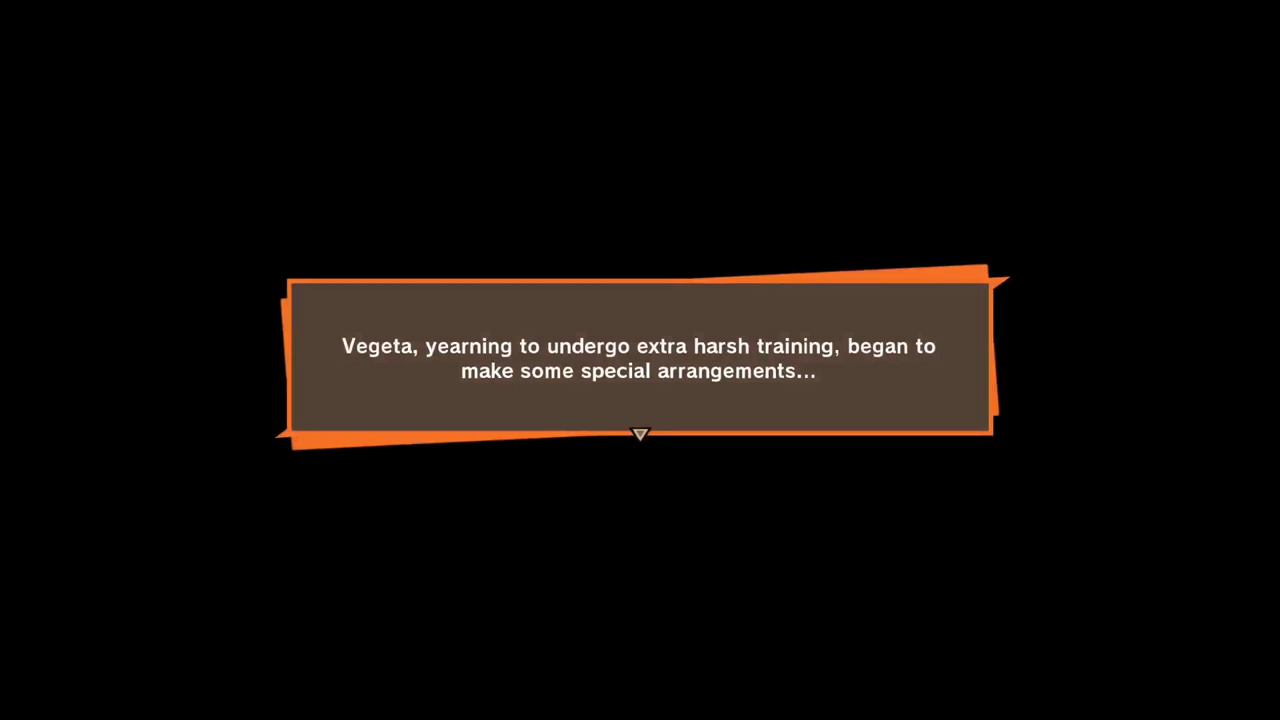 Vegeta, yearning to undergo extra harsh training, began to
make some special arrangements...